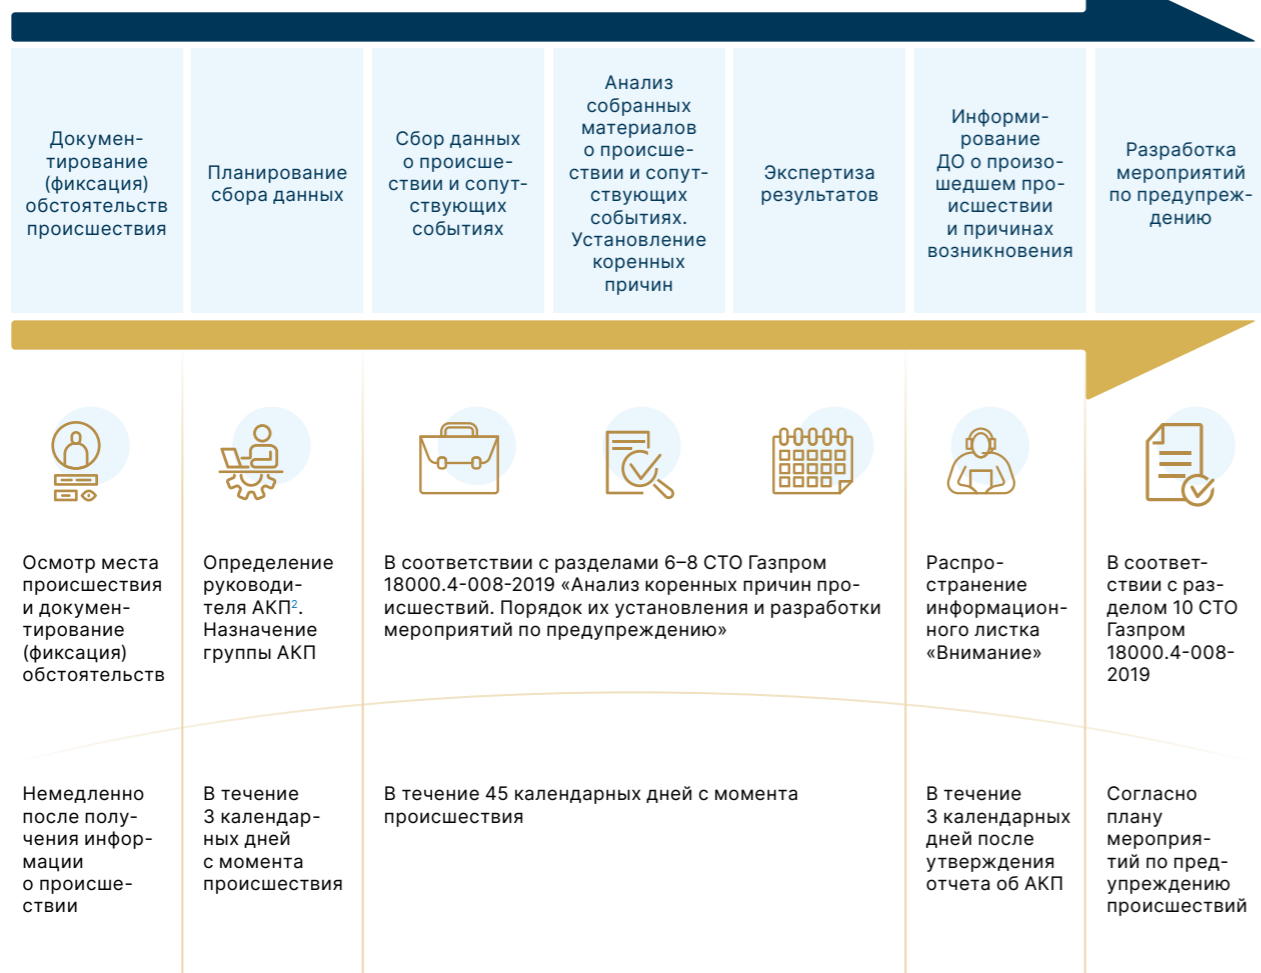 Докумен-
тирование
(фиксация)
обстоятельств
происшествия
Планирование
сбора данных
Сбор данных
о происше-
ствии и сопут-
ствующих
событиях
Анализ
собранных
материалов
о происше-
ствии и сопут-
ствующих
событиях.
Установление
коренных
причин
Экспертиза
результатов
Информи-
рование
ДО о произо-
шедшем про-
исшествии
и причинах
возникновения
Разработка
мероприятий
по предупреж-
дению
Осмотр места
происшествия
и докумен-
тирование
(фиксация)
обстоятельств
Определение
руководи-
теля АКП².
Назначение
группы АКП
В соответствии с разделами 6–8 СТО Газпром
18000.4-008-2019 «Анализ коренных причин про-
исшествий. Порядок их установления и разработки
мероприятий по предупреждению»
Распро-
странение
информацион-
ного листка
«Внимание»
В соответ-
ствии с раз-
делом 10 СТО
Газпром
18000.4-008-
2019
Немедленно
после полу-
чения инфор-
мации
о происше-
ствии
В течение
3 календар-
ных дней
с момента
происшествия
В течение 45 календарных дней с момента
происшествия
В течение
3 календарных
дней после
утверждения
отчета об АКП
Согласно
плану
мероприя-
тий по пред-
упреждению
происшествий